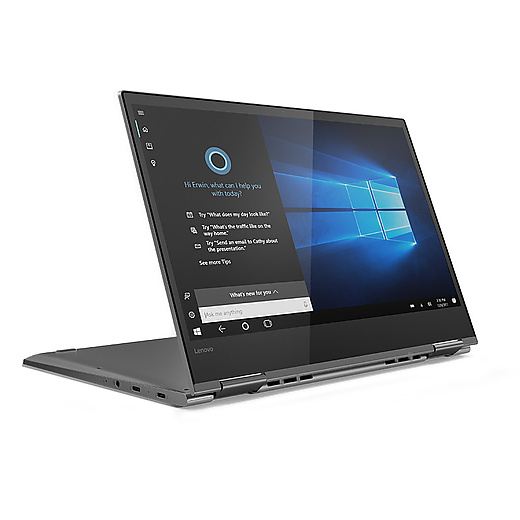 Hi Erwin, what can I help you
with today?
Try "What does my day look like?"
Try "What's the traffic like on the
way home."
Try "Send an email to Cathy about
the presentation."
See more Tips
What's new for you
Ask me anything
Lenovo